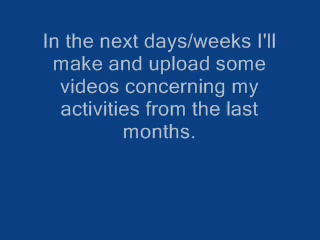 In the next days/weeks I'll
make and upload some
videos concerning my
activities from the last
months.